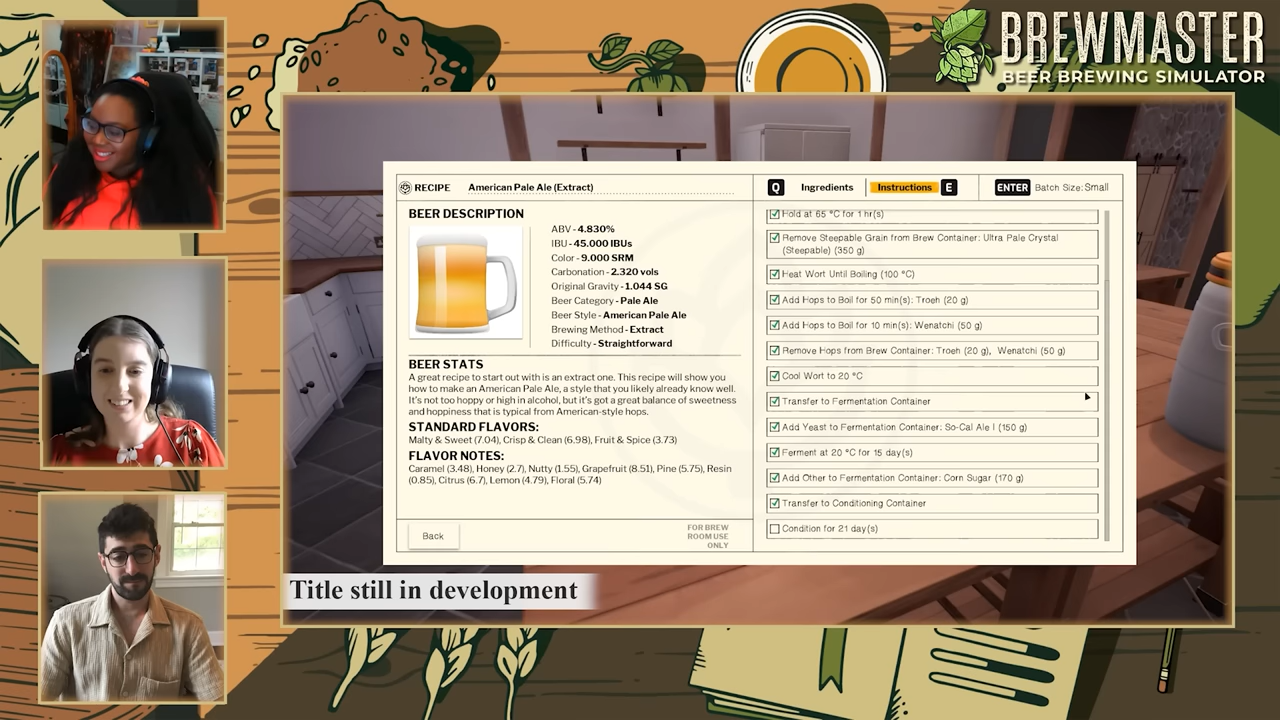 BREWMASTER
BEER BREWING SIMULATOR
RECIPE American Pale Ale (Extract)
Q Ingredients Instructions E ENTER Batch Size: Small
BEER DESCRIPTION
ABV - 4.830%
IBU - 45.000 IBUs
Color - 9.000 SRM
Carbonation - 2.320 vols
Original Gravity - 1.044 SG
Beer Category - Pale Ale
Beer Style - American Pale Ale
Brewing Method - Extract
Difficulty - Straightforward
BEER STATS
A great recipe to start out with is an extract one. This recipe will show you
how to make an American Pale Ale, a style that you likely already know well.
It's not too hoppy or high in alcohol, but it's got a great balance of sweetness
and hoppiness that is typical from American-style hops.
STANDARD FLAVORS:
Malty & Sweet (7.04), Crisp & Clean (6.98), Fruit & Spice (3.73)
FLAVOR NOTES:
Caramel (3.48), Honey (2.7), Nutty (1.55), Grapefruit (8.51), Pine (5.75), Resin
(0.85), Citrus (6.7), Lemon (4.79), Floral (5.74)
Back
FOR BREW
ROOM USE
ONLY
Hold at 65 °C for 1 hr(s)
Remove Steepable Grain from Brew Container: Ultra Pale Crystal
(Steepable) (350 g)
Heat Wort Until Boiling (100 °C)
Add Hops to Boil for 50 min(s): Troeh (20 g)
Add Hops to Boil for 10 min(s): Wenatchi (50 g)
Remove Hops from Brew Container: Troeh (20 g), Wenatchi (50 g)
Cool Wort to 20 °C
Transfer to Fermentation Container
Add Yeast to Fermentation Container: So-Cal Ale I (150 g)
Ferment at 20 °C for 15 day(s)
Add Other to Fermentation Container: Corn Sugar (170 g)
Transfer to Conditioning Container
Condition for 21 day(s)
Title still in development